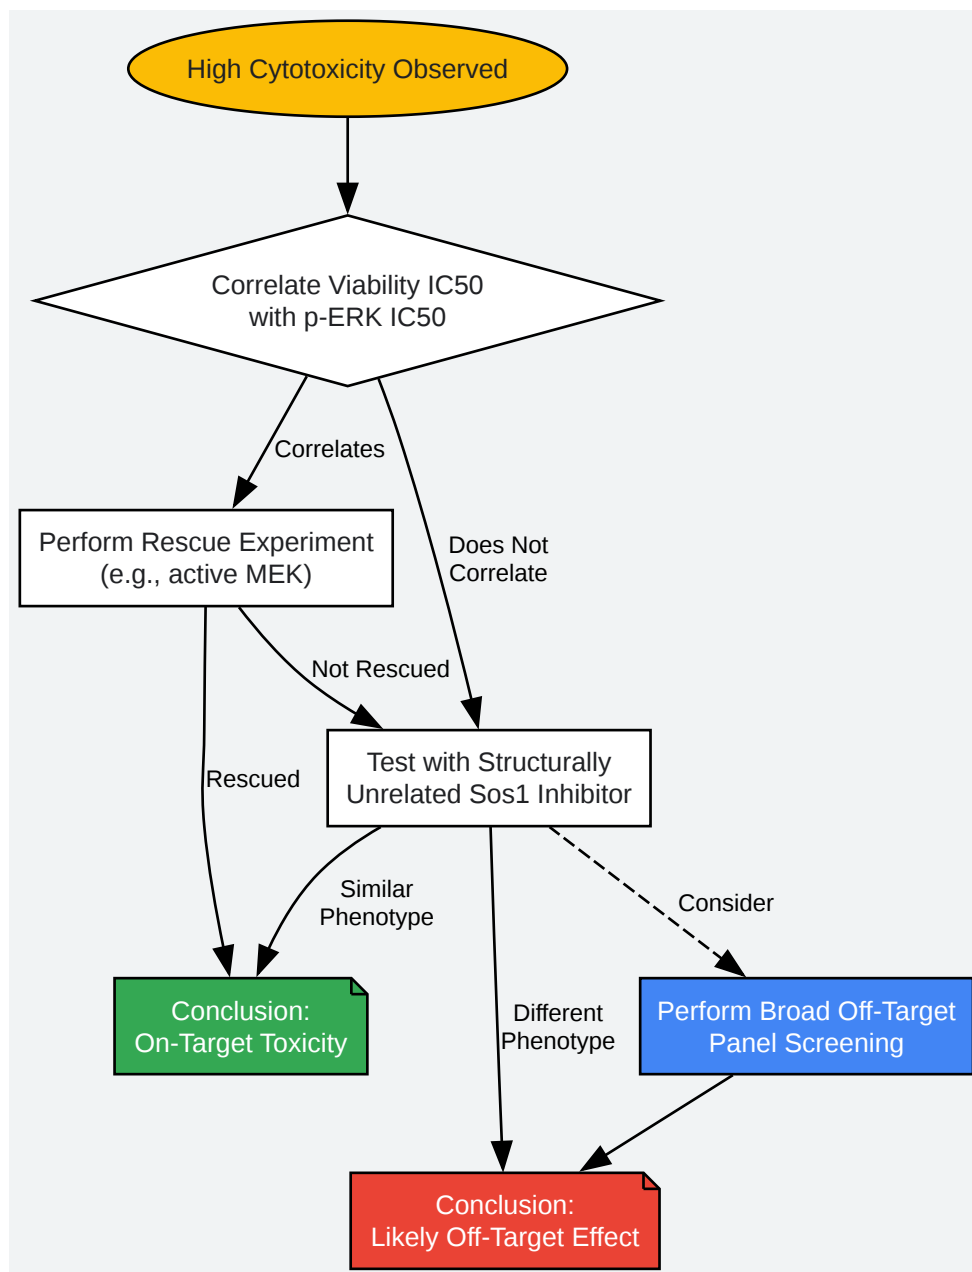 High Cytotoxicity Observed
Correlate Viability IC50
with p-ERK IC50
Correlates
Does Not
Correlate
Perform Rescue Experiment
(e.g., active MEK)
Not Rescued
Rescued
Test with Structurally
Unrelated Sos1 Inhibitor
Similar
Phenotype
Consider
Different
Phenotype
Conclusion:
On-Target Toxicity
Perform Broad Off-Target
Panel Screening
Conclusion:
Likely Off-Target Effect